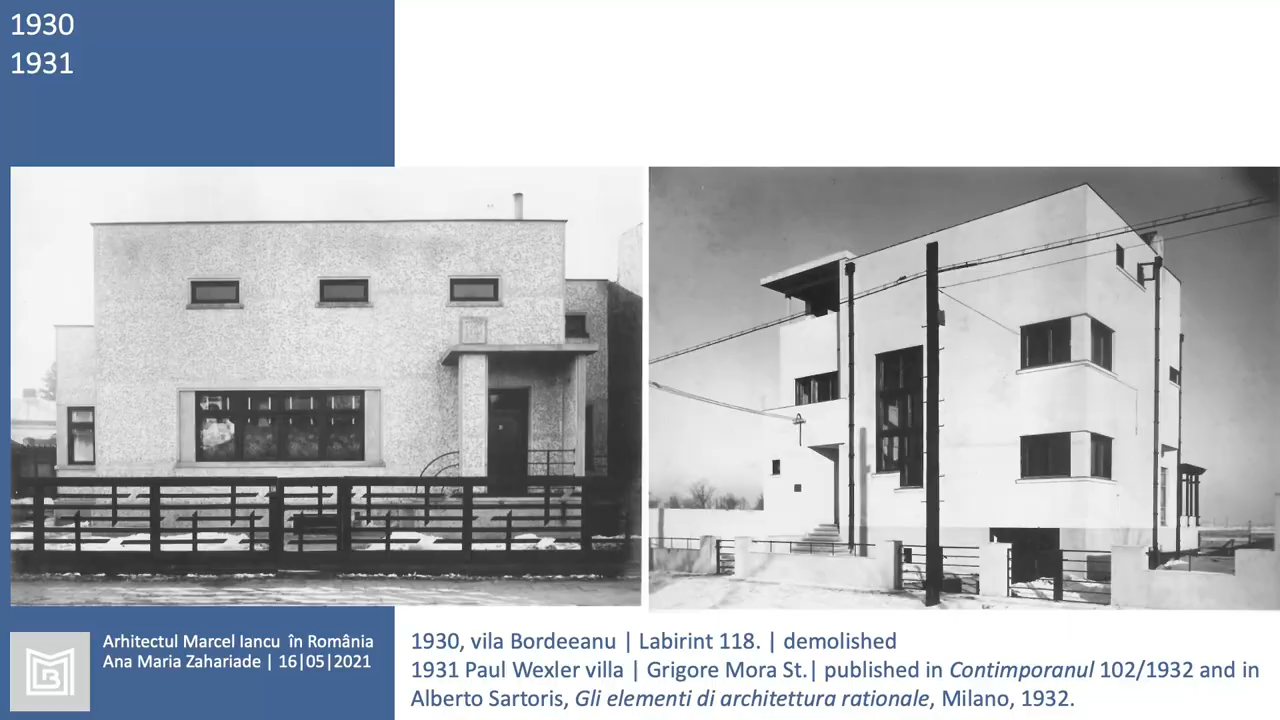 1930
1931
Arhitectul Marcel Iancu în România
Ana Maria Zahariade | 16|05|2021
1930, vila Bordeeanu | Labirint 118. | demolished
1931 Paul Wexler villa | Grigore Mora St.| published in Contimporanul 102/1932 and in
Alberto Sartoris, Gli elementi di architettura rationale, Milano, 1932.